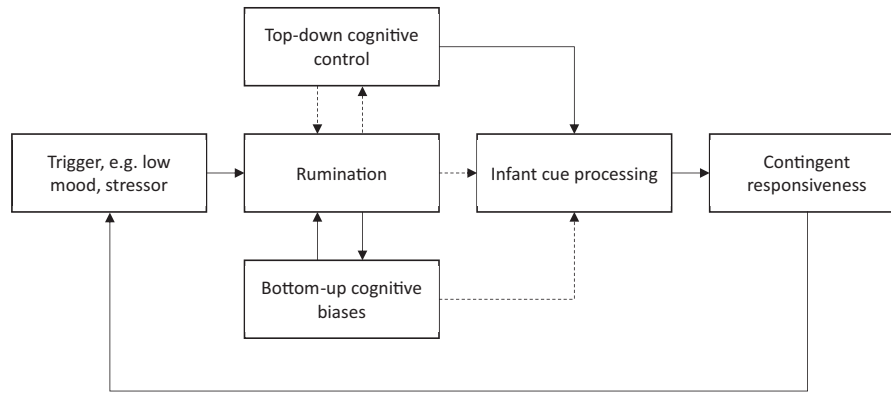 Top-down cognitive
control
Trigger, e.g. low
mood, stressor
Rumination
Infant cue processing
Contingent
responsiveness
Bottom-up cognitive
biases